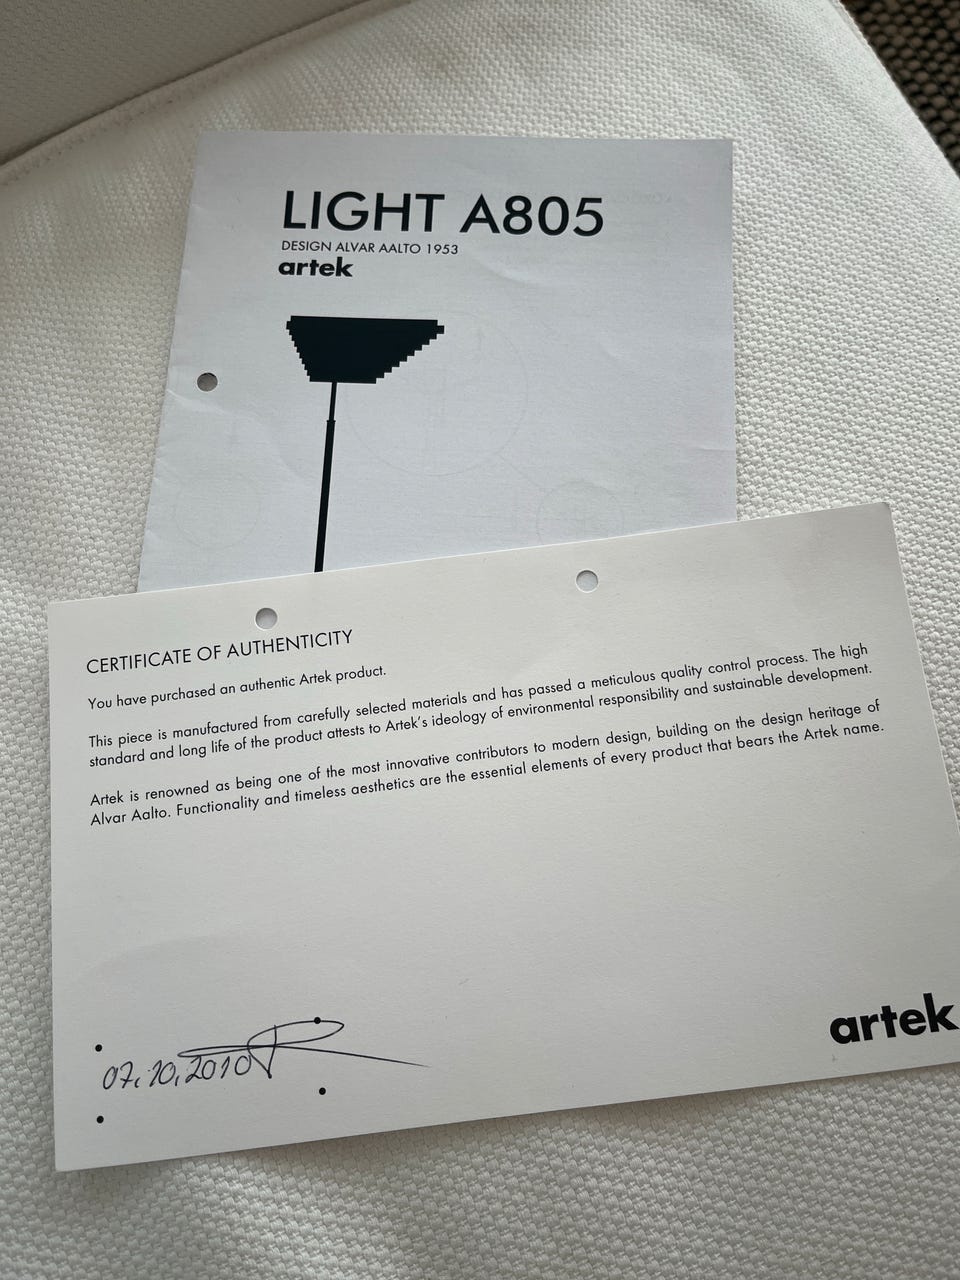 LIGHT A805
DESIGN ALVAR AALTO 1953
artek
CERTIFICATE OF AUTHENTICITY
You have purchased an authentic Artek product.
This piece is manufactured from carefully selected materials and has passed a meticulous quality control process. The high
standard and long life of the product attests to Artek's ideology of environmental responsibility and sustainable development.
Artek is renowned as being one of the most innovative contributors to modern design, building on the design heritage of
Alvar Aalto. Functionality and timeless aesthetics are the essential elements of every product that bears the Artek name.
07.10.2010
artek